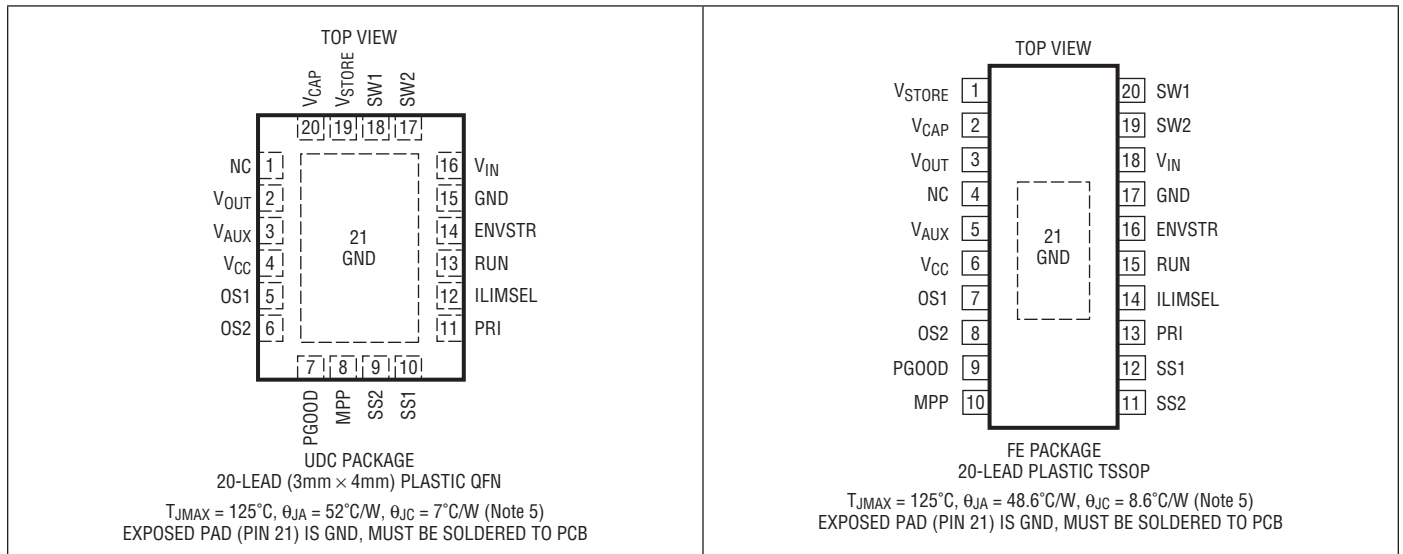 TOP VIEW
VCAP
VSTORE
SW1
SW2
20 19 18 17
NC 1
VOUT 2
VAUX 3
VCC 4
OS1 5
OS2 6
21
GND
16 VIN
15 GND
14 ENVSTR
13 RUN
12 ILIMSEL
11 PRI
7 8 9 10
PGOOD
MPP
SS2
SS1
UDC PACKAGE
20-LEAD (3mm × 4mm) PLASTIC QFN
TJMAX = 125°C, θJA = 52°C/W, θJC = 7°C/W (Note 5)
EXPOSED PAD (PIN 21) IS GND, MUST BE SOLDERED TO PCB
TOP VIEW
VSTORE 1
VCAP 2
VOUT 3
NC 4
VAUX 5
VCC 6
OS1 7
OS2 8
PGOOD 9
MPP 10
21
GND
20 SW1
19 SW2
18 VIN
17 GND
16 ENVSTR
15 RUN
14 ILIMSEL
13 PRI
12 SS1
11 SS2
FE PACKAGE
20-LEAD PLASTIC TSSOP
TJMAX = 125°C, θJA = 48.6°C/W, θJC = 8.6°C/W (Note 5)
EXPOSED PAD (PIN 21) IS GND, MUST BE SOLDERED TO PCB